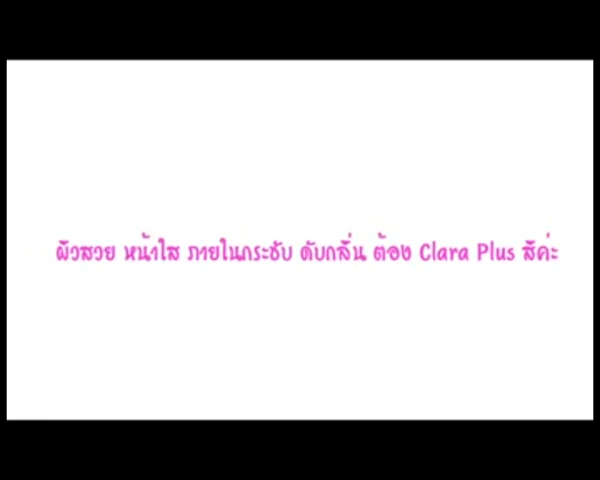 ผิวสวย หน้าใส ภายในกระชับ ดับกลิ่น ต้อง Clara Plus สิค่ะ